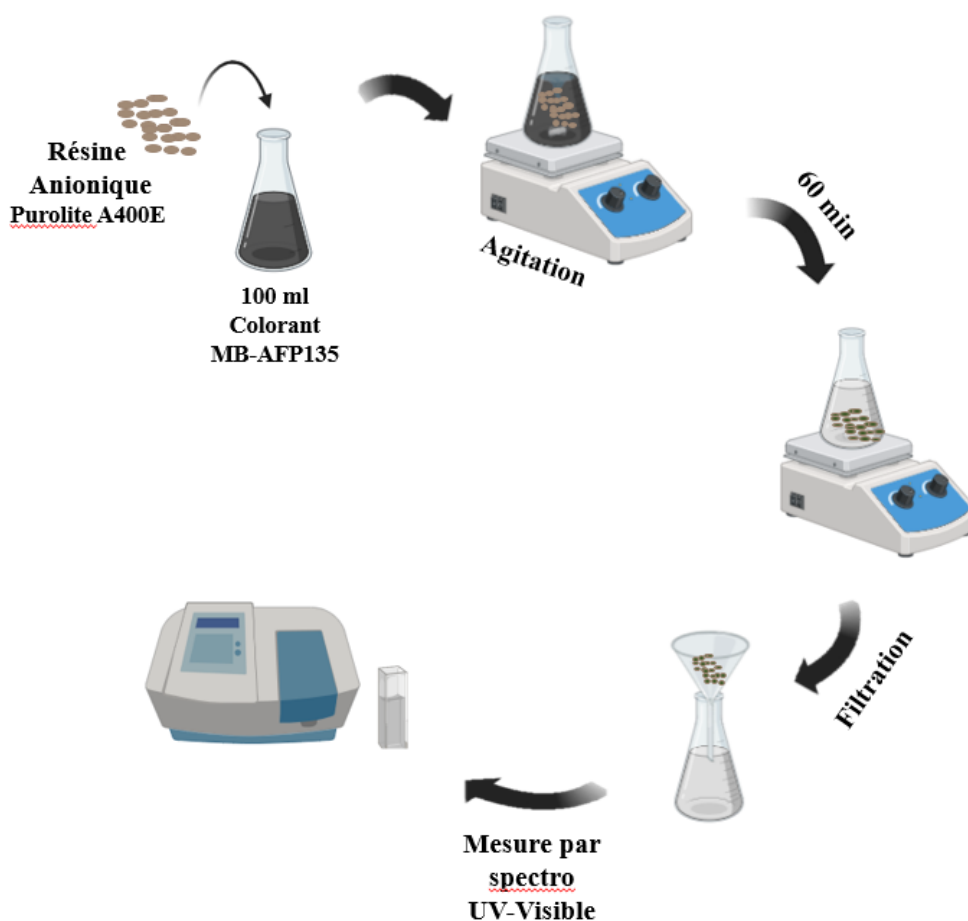 Résine
Anionique
Purolite A400E
100 ml
Colorant
MB-AFP135
Agitation
60 min
Filtration
Mesure par
spectro
UV-Visible